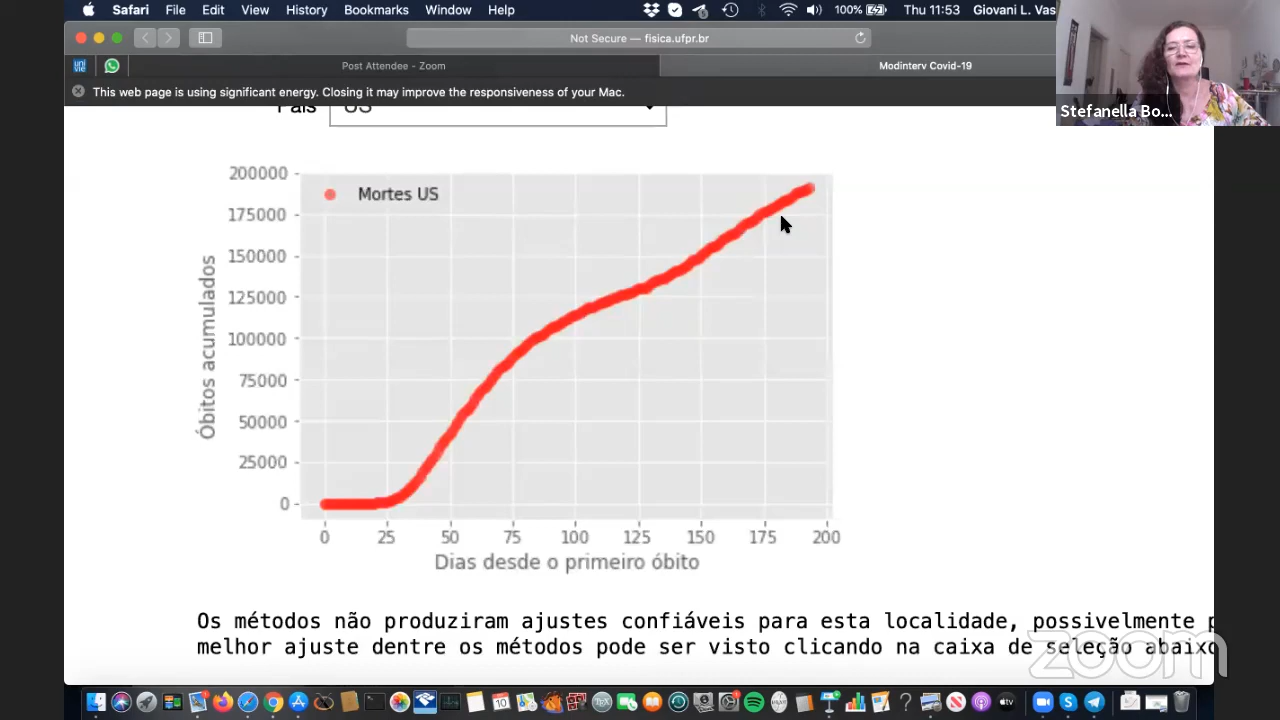 Safari File Edit View History Bookmarks Window Help 100% Thu 11:53 Giovani L. Vas
Not Secure — fisica.ufpr.br
uni vie Post Attendee - Zoom Modinterv Covid-19
This web page is using significant energy. Closing it may improve the responsiveness of your Mac.
Stefanella Bo...
País US
Mortes US
Óbitos acumulados
200000
175000
150000
125000
100000
75000
50000
25000
0
0 25 50 75 100 125 150 175 200
Dias desde o primeiro óbito
Os métodos não produziram ajustes confiáveis para esta localidade, possivelmente p
melhor ajuste dentre os métodos pode ser visto clicando na caixa de seleção abaixo
zoom